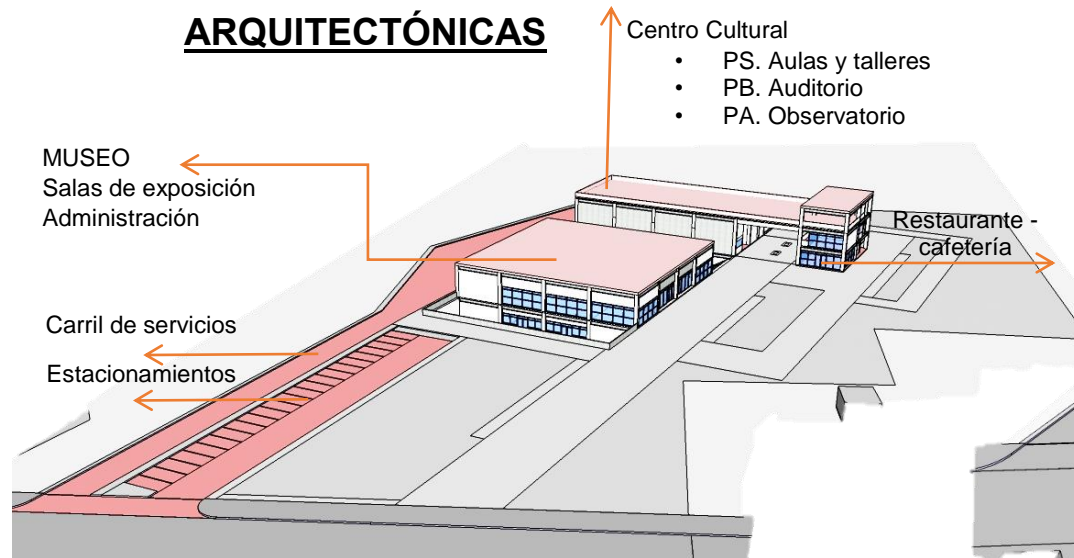 ARQUITECTÓNICAS
Centro Cultural
• PS. Aulas y talleres
• PB. Auditorio
• PA. Observatorio
MUSEO
Salas de exposición
Administración
Restaurante -
cafetería
Carril de servicios
Estacionamientos